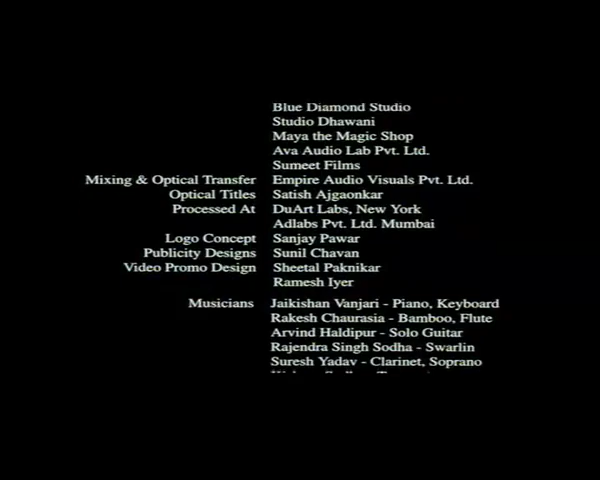 Blue Diamond Studio
Studio Dhawani
Maya the Magic Shop
Ava Audio Lab Pvt. Ltd.
Sumeet Films
Mixing & Optical Transfer Empire Audio Visuals Pvt. Ltd.
Optical Titles Satish Ajgaonkar
Processed At DuArt Labs, New York
Adlabs Pvt. Ltd. Mumbai
Logo Concept Sanjay Pawar
Publicity Designs Sunil Chavan
Video Promo Design Sheetal Paknikar
Ramesh Iyer
Musicians Jaikishan Vanjari - Piano, Keyboard
Rakesh Chaurasia - Bamboo, Flute
Arvind Haldipur - Solo Guitar
Rajendra Singh Sodha - Swarlin
Suresh Yadav - Clarinet, Soprano